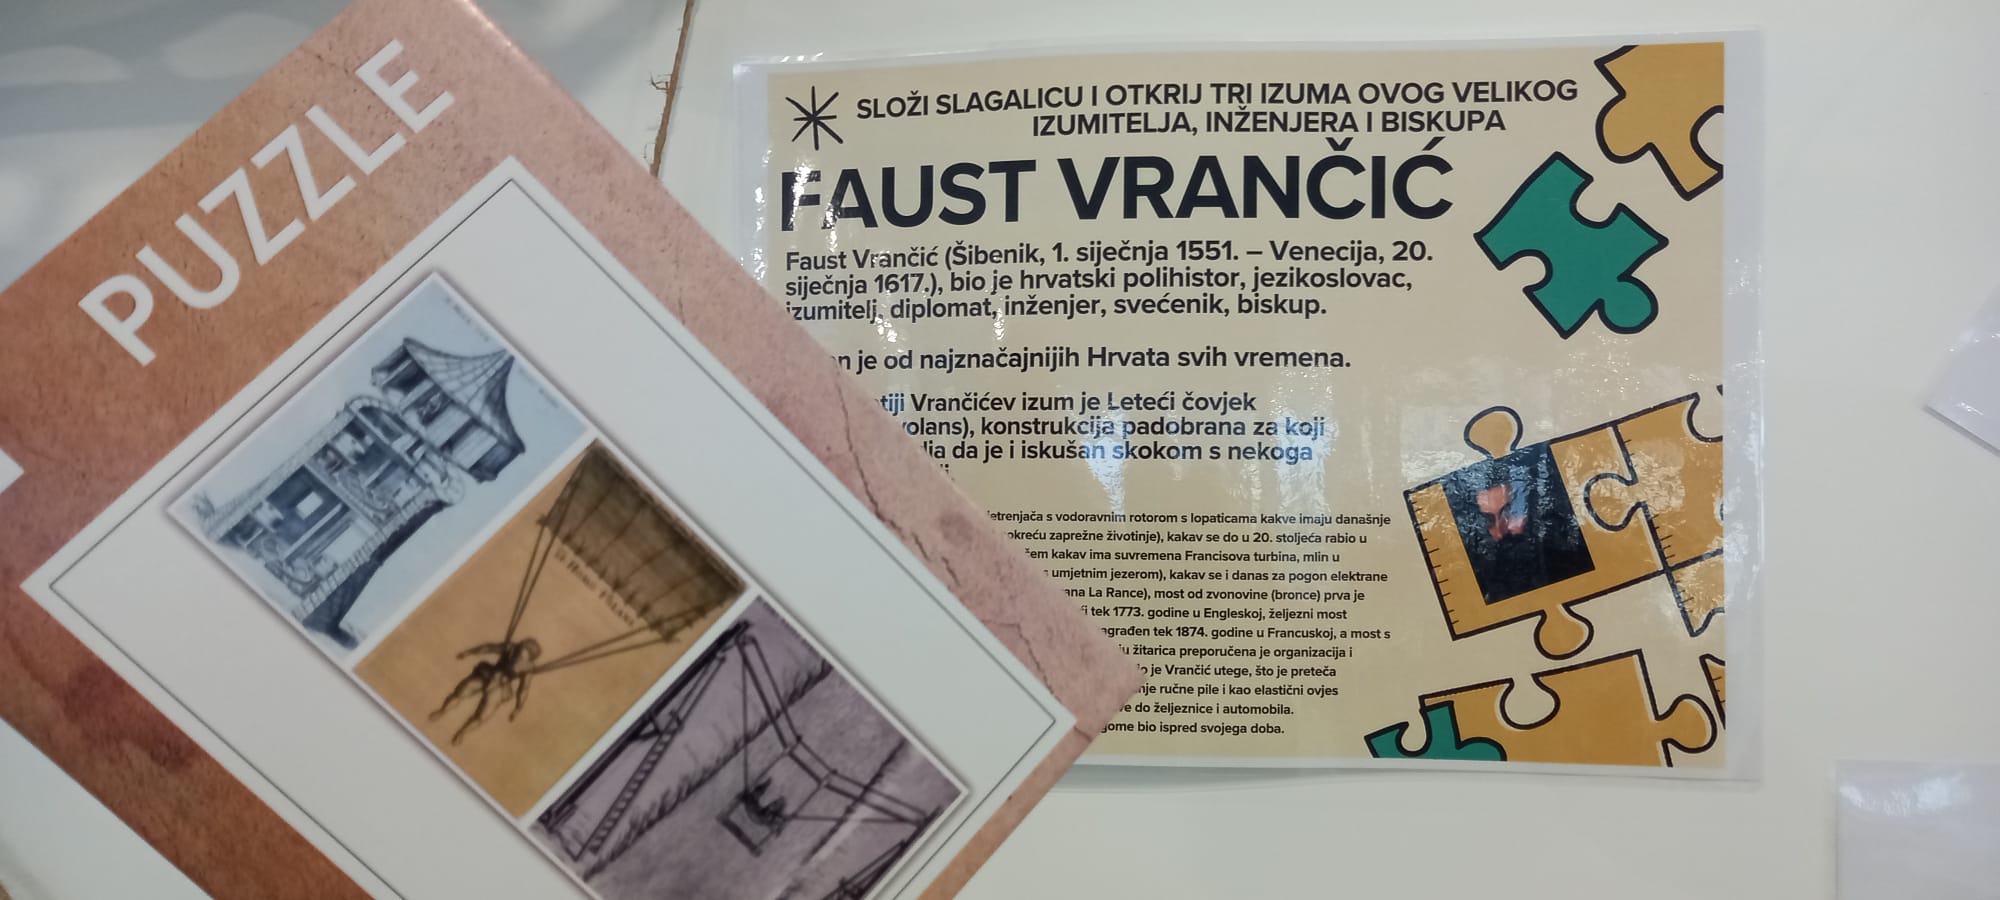 PUZZLE
SLOŽI SLAGALICU I OTKRIJ TRI IZUMA OVOG VELIKOG
IZUMITELJA, INŽENJERA I BISKUPA
FAUST VRANČIĆ
Faust Vrančić (Šibenik, 1. siječnja 1551. – Venecija, 20.
siječnja 1617.), bio je hrvatski polihistor, jezikoslovac,
izumitelj, diplomat, inženjer, svećenik, biskup.
je od najznačajnijih Hrvata svih vremena.
Vrančićev izum je Leteći čovjek
konstrukcija padobrana za koji
da je i iskušan skokom s nekoga
s vodoravnim rotorom s lopaticama kakve imaju današnje
zaprežne životinje), kakav se do u 20. stoljeća rabio u
kakav ima suvremena Francisova turbina, mlin u
umjetnim jezerom), kakav se i danas za pogon elektrane
La Rance), most od zvonovine (bronce) prva je
tek 1773. godine u Engleskoj, željezni most
tek 1874. godine u Francuskoj, a most s
žitarica preporučena je organizacija i
je Vrančić utege, što je preteča
ručne pile i kao elastični ovjes
do željeznice i automobila.
bio ispred svojega doba.